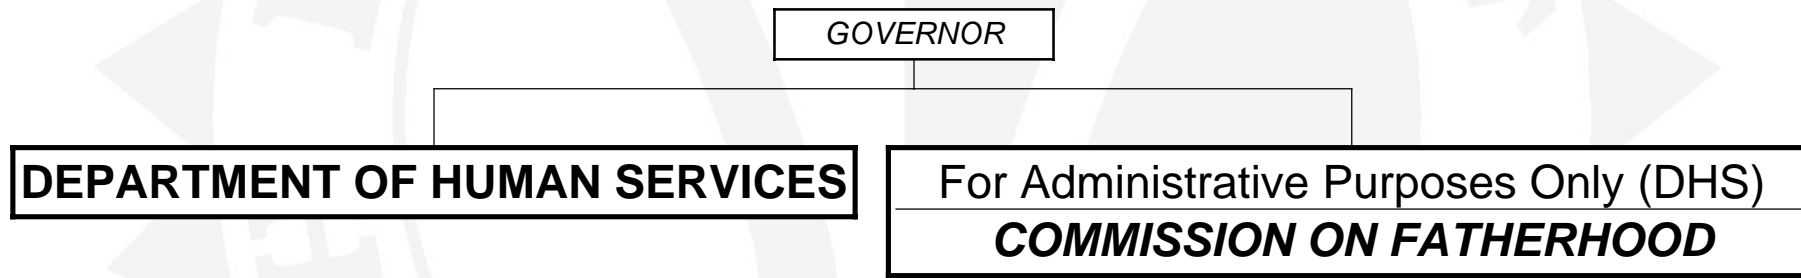 GOVERNOR
DEPARTMENT OF HUMAN SERVICES
For Administrative Purposes Only (DHS)
COMMISSION ON FATHERHOOD